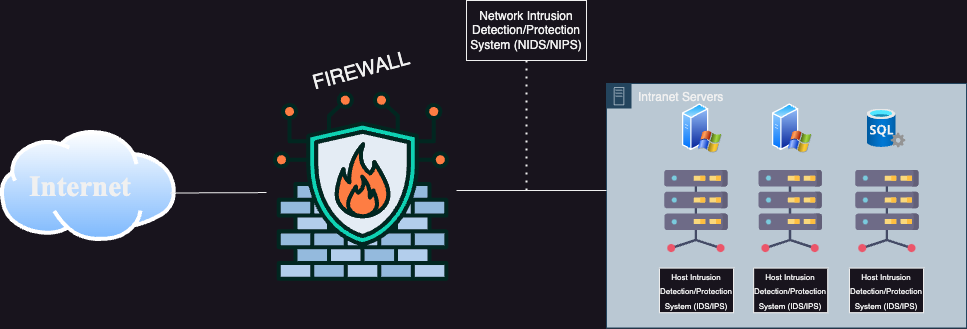 Network Intrusion
Detection/Protection
System (NIDS/NIPS)
FIREWALL
Intranet Servers
SQL
Internet
Host Intrusion
Detection/Protection
System (IDS/IPS)
Host Intrusion
Detection/Protection
System (IDS/IPS)
Host Intrusion
Detection/Protection
System (IDS/IPS)